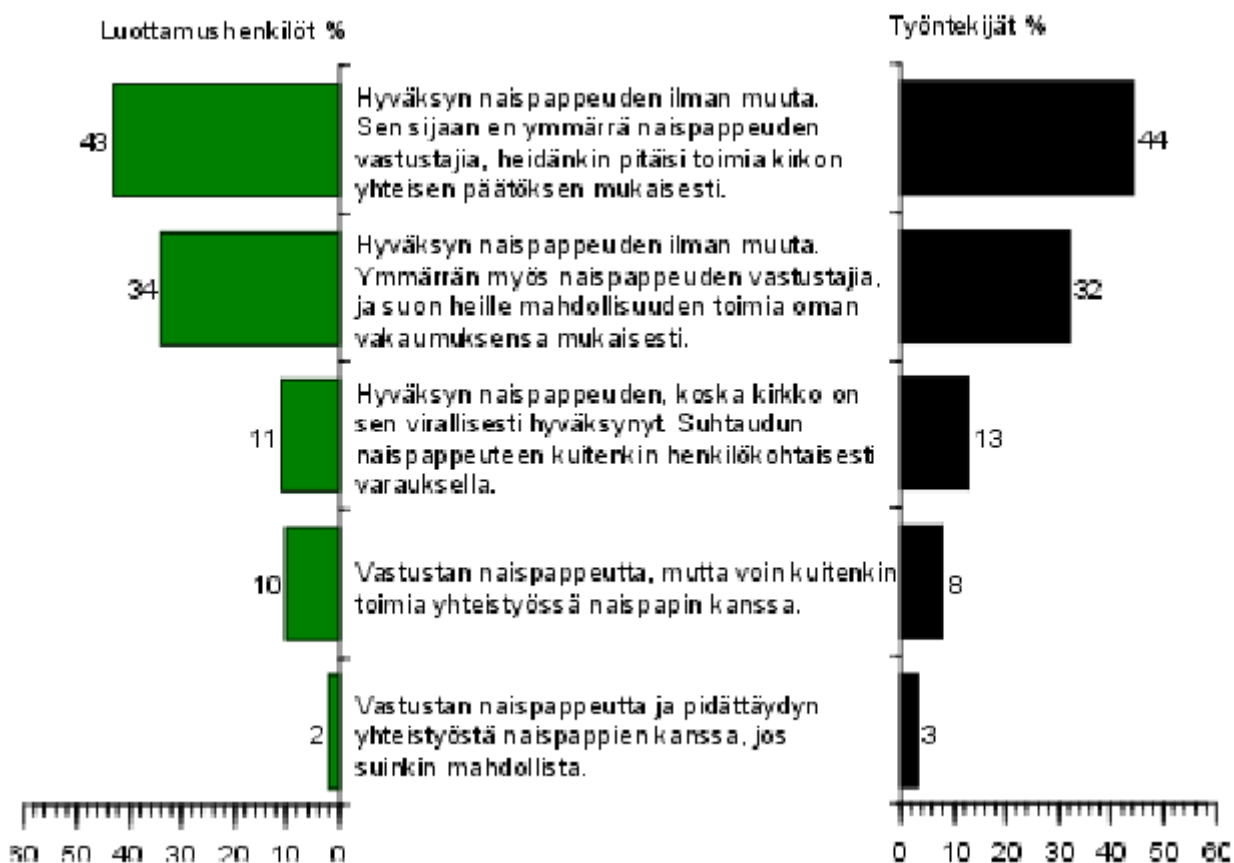 Luottamushenkilöt %
Työntekijät %
43
Hyväksyn naispappeuden ilman muuta.
Sen sijaan en ymmärrä naispappeuden
vastustajia, heidänkin pitäisi toimia kirkon
yhteisen päätöksen mukaisesti.
44
34
Hyväksyn naispappeuden ilman muuta.
Ymmärrän myös naispappeuden vastustajia,
ja suon heille mahdollisuuden toimia oman
vakaumuksensa mukaisesti.
32
11
Hyväksyn naispappeuden, koska kirkko on
sen virallisesti hyväksynyt. Suhtaudun
naispappeuteen kuitenkin henkilökohtaisesti
varauksella.
13
10
Vastustan naispappeutta, mutta voin kuitenkin
toimia yhteistyössä naispapin kanssa.
8
2
Vastustan naispappeutta ja pidättäydyn
yhteistyöstä naispappien kanssa, jos
suinkin mahdollista.
3
60 50 40 30 20 10 0
0 10 20 30 40 50 60